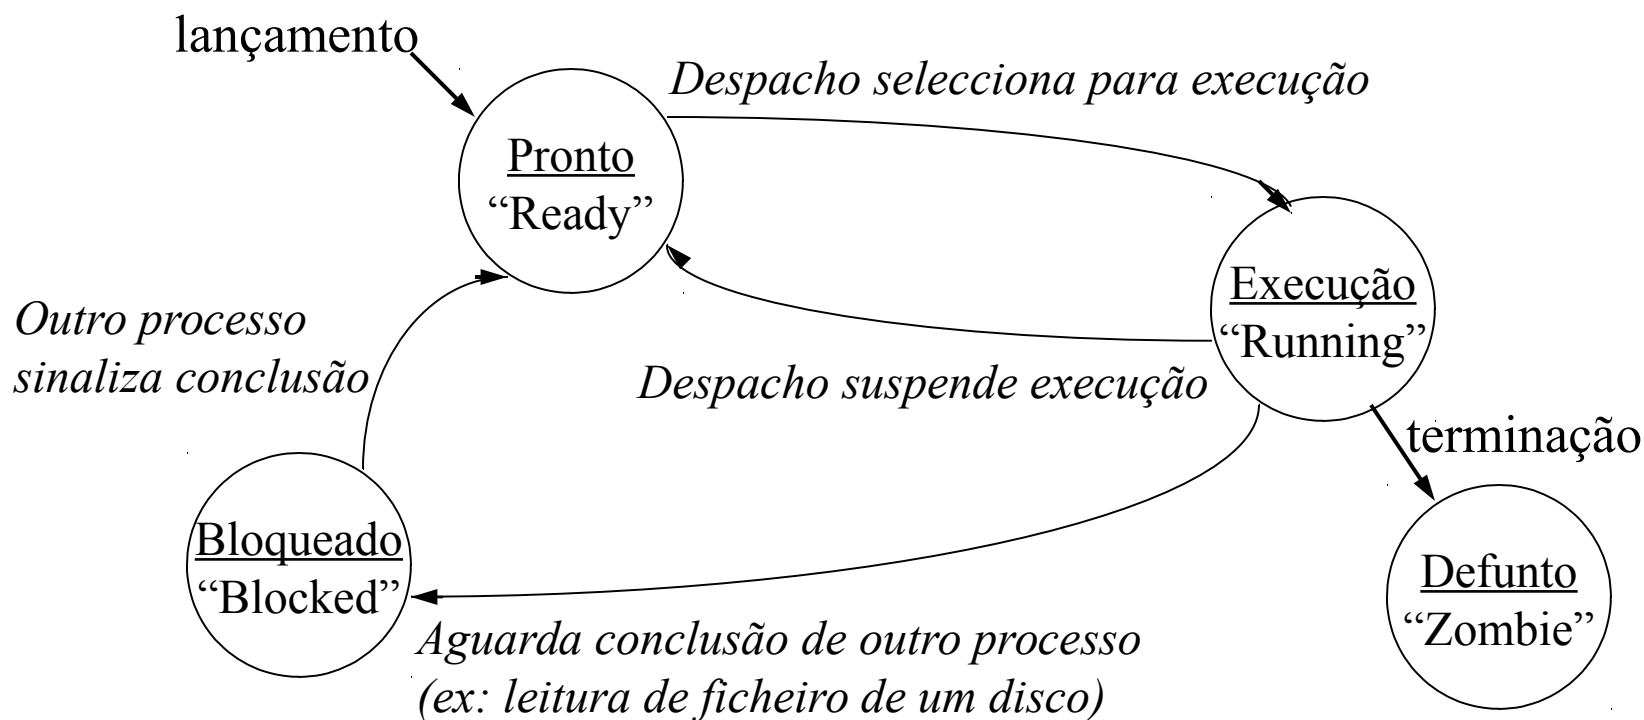 lançamento
Despacho selecciona para execução
Pronto
“Ready”
Execução
“Running”
Outro processo
sinaliza conclusão
Despacho suspende execução
terminação
Bloqueado
“Blocked”
Defunto
“Zombie”
Aguarda conclusão de outro processo
(ex: leitura de ficheiro de um disco)